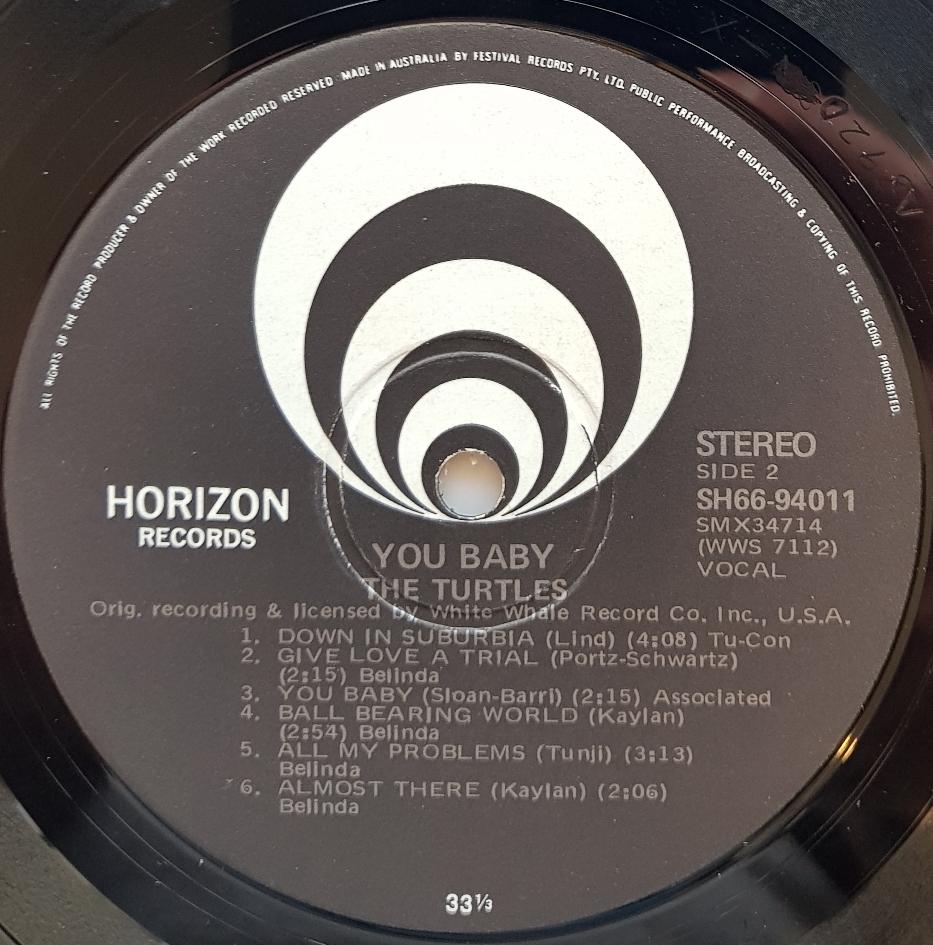 ALL RIGHTS OF THE RECORD PRODUCER & OWNER OF THE WORK RECORDED RESERVED. MADE IN AUSTRALIA BY FESTIVAL RECORDS PTY. LTD. PUBLIC PERFORMANCE BROADCASTING & COPYING OF THIS RECORD PROHIBITED.
STEREO
SIDE 2
SH66-94011
SMX34714
(WWS 7112)
VOCAL
HORIZON
RECORDS
YOU BABY
THE TURTLES
Orig. recording & licensed by White Whale Record Co. Inc., U.S.A.
1. DOWN IN SUBURBIA (Lind) (4:08) Tu-Con
2. GIVE LOVE A TRIAL (Portz-Schwartz)
(2:15) Belinda
3. YOU BABY (Sloan-Barri) (2:15) Associated
4. BALL BEARING WORLD (Kaylan)
(2:54) Belinda
5. ALL MY PROBLEMS (Tunji) (3:13)
Belinda
6. ALMOST THERE (Kaylan) (2:06)
Belinda
33⅓